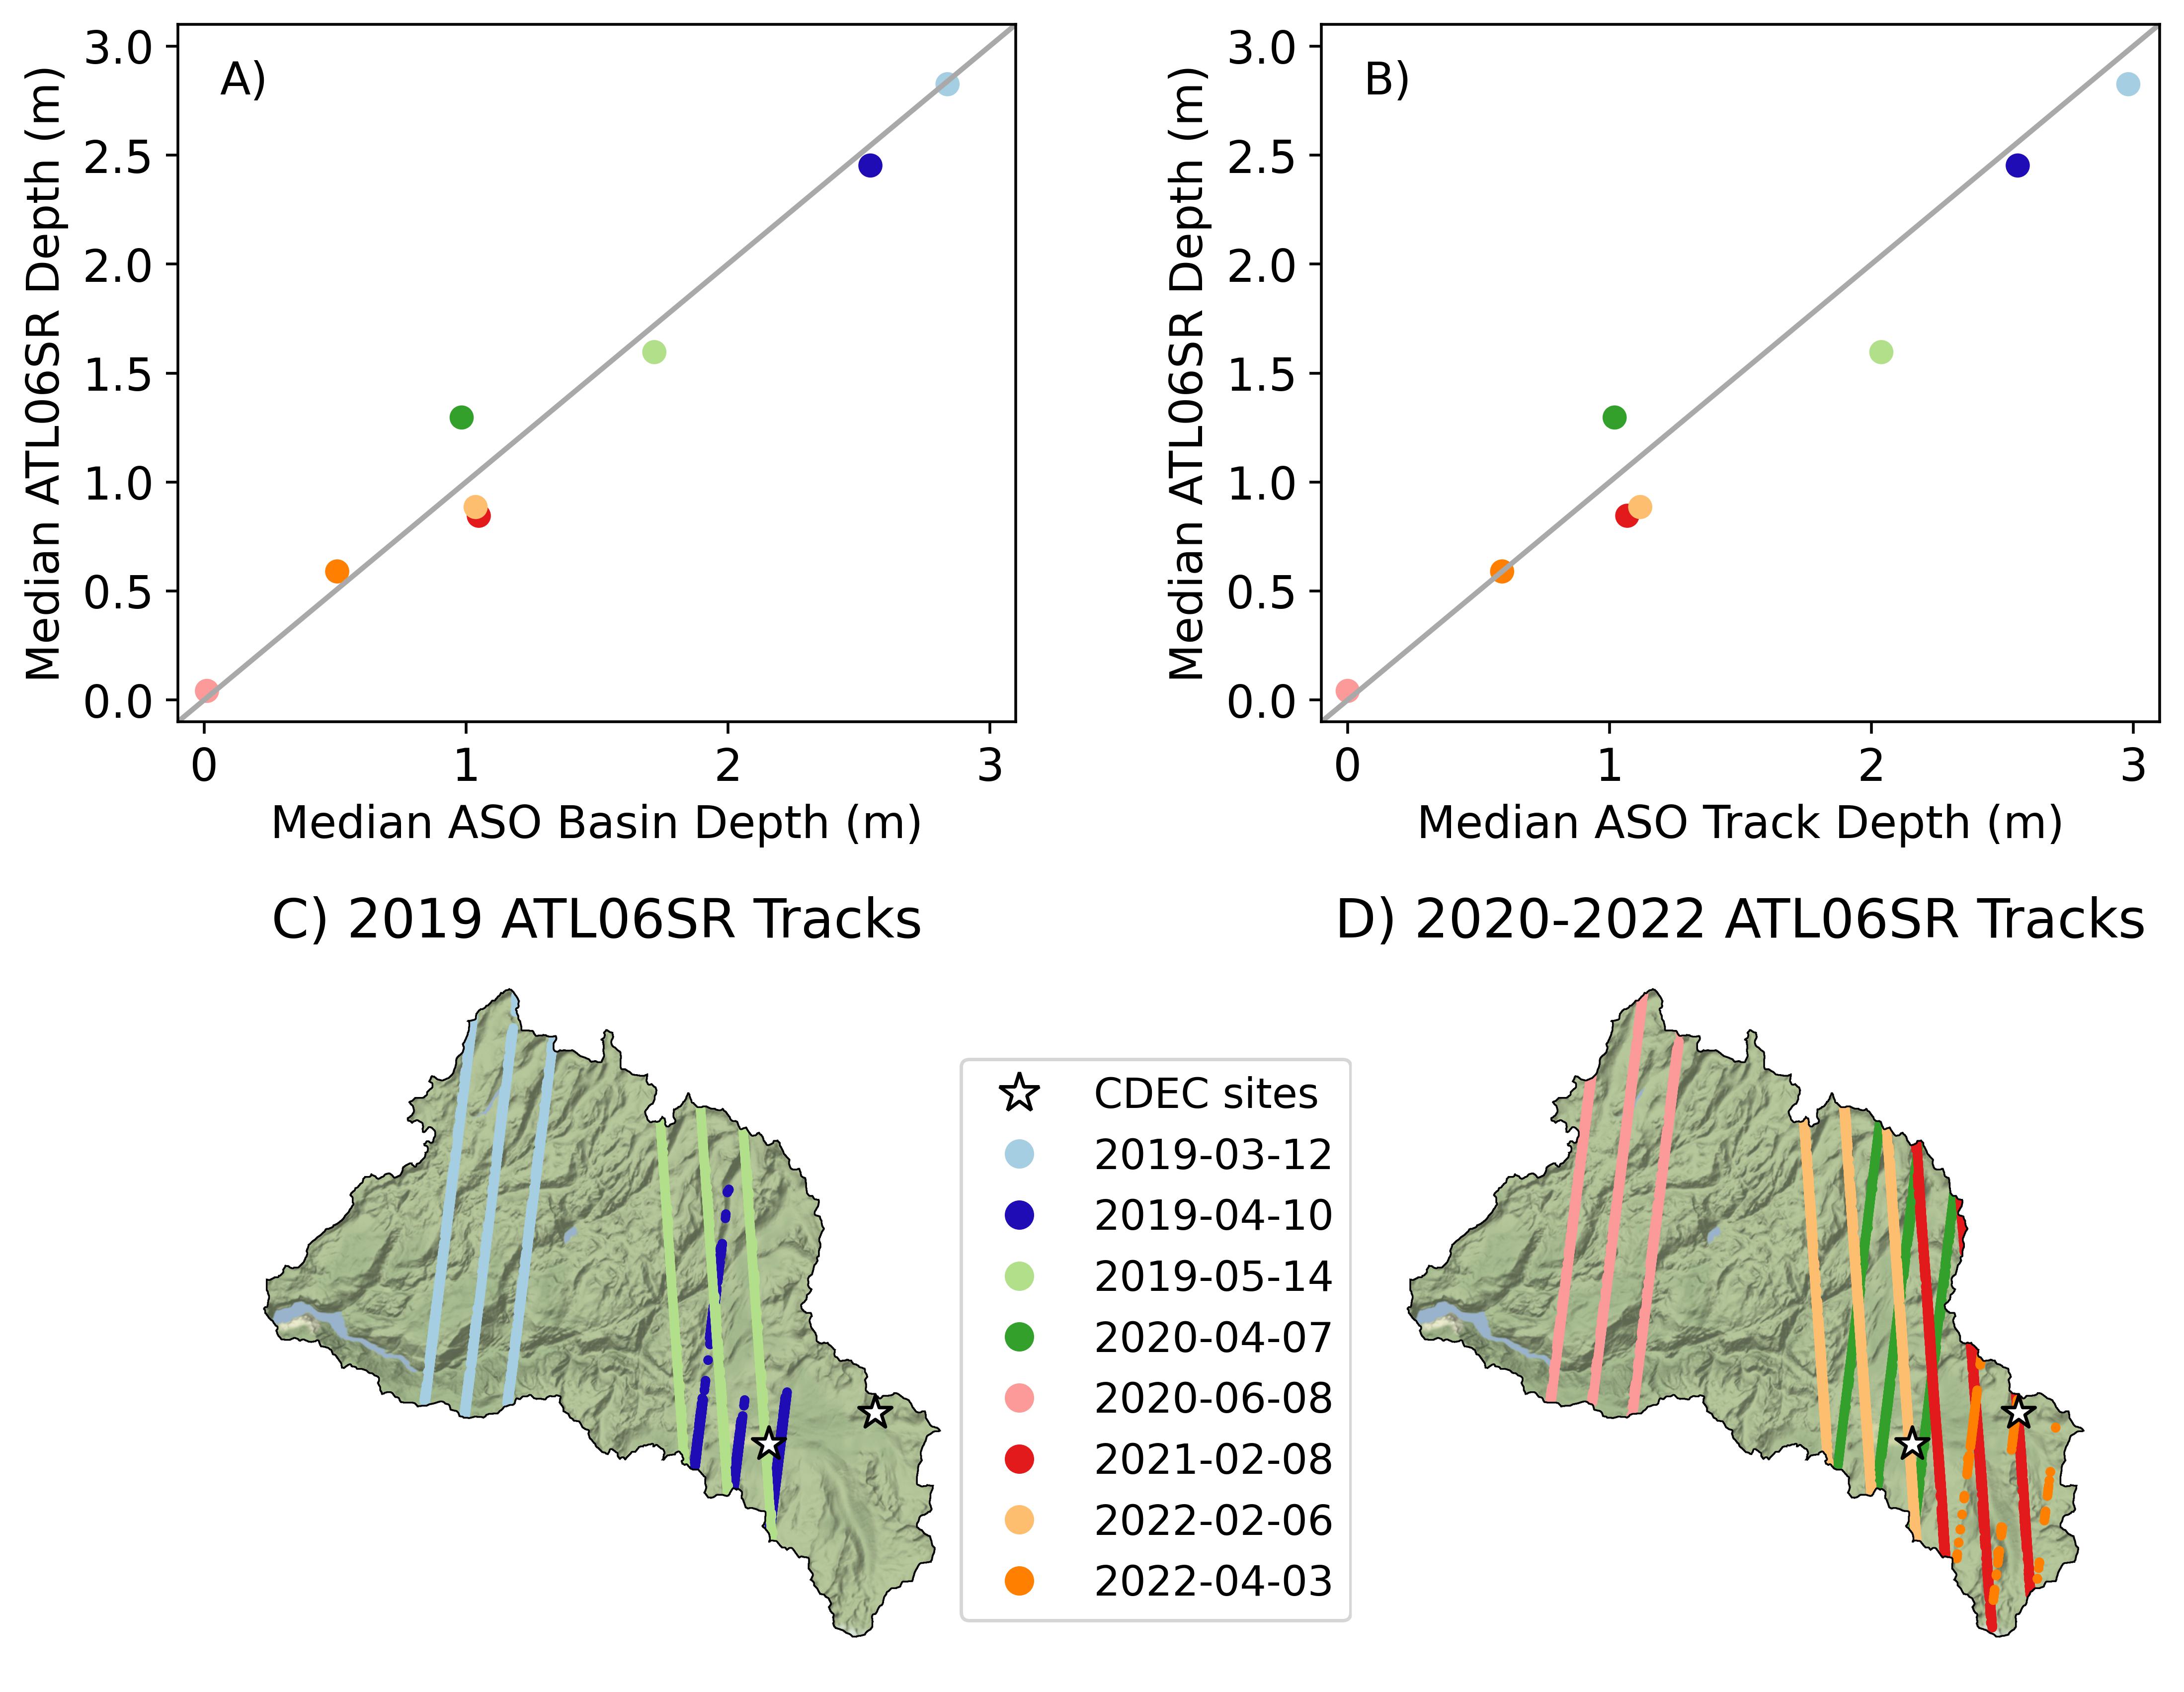 A)
3.0
2.5
2.0
1.5
1.0
0.5
0.0
Median ATL06SR Depth (m)
0 1 2 3
Median ASO Basin Depth (m)
B)
3.0
2.5
2.0
1.5
1.0
0.5
0.0
Median ATL06SR Depth (m)
0 1 2 3
Median ASO Track Depth (m)
C) 2019 ATL06SR Tracks
D) 2020-2022 ATL06SR Tracks
CDEC sites
2019-03-12
2019-04-10
2019-05-14
2020-04-07
2020-06-08
2021-02-08
2022-02-06
2022-04-03